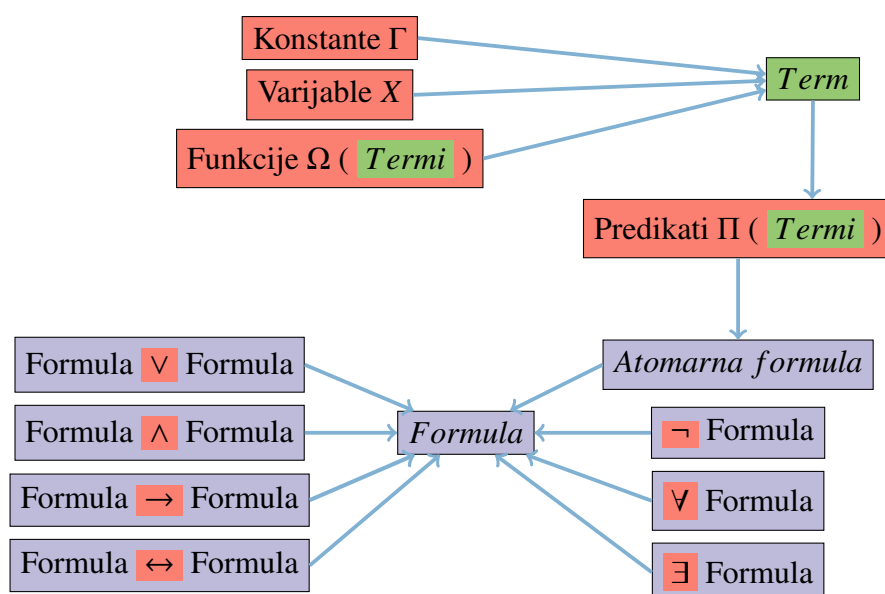 Konstante Γ
Varijable X
Term
Funkcije Ω ( Termi )
Predikati Π ( Termi )
Formula ∨ Formula
Atomarna formula
Formula ∧ Formula
Formula
¬ Formula
Formula → Formula
∀ Formula
Formula ↔ Formula
∃ Formula